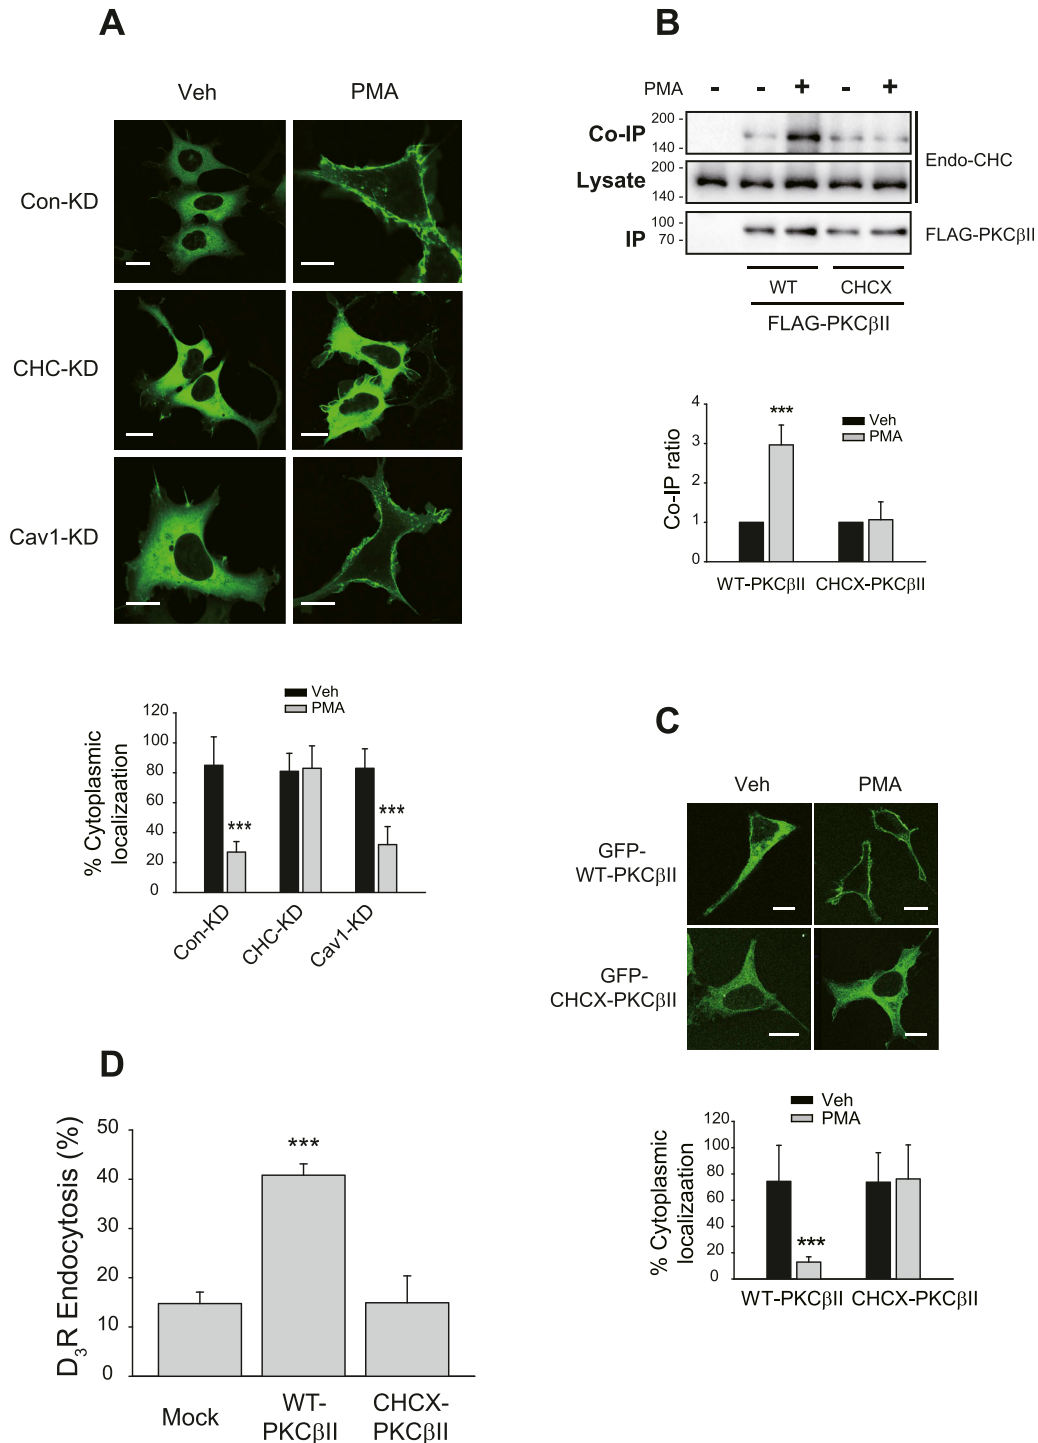 A
Veh PMA
Con-KD
CHC-KD
Cav1-KD
Veh
PMA
% Cytoplasmic
localizaation
120
100
80
60
40
20
0
***
***
Con-KD
CHC-KD
Cav1-KD
B
PMA - - + - +
Co-IP
200 -
140 -
Lysate
200 -
140 -
IP
100 -
70 -
Endo-CHC
FLAG-PKCβII
WT CHCX
FLAG-PKCβII
Co-IP ratio
4
3
2
1
0
***
Veh
PMA
WT-PKCβII CHCX-PKCβII
C
Veh PMA
GFP-
WT-PKCβII
GFP-
CHCX-PKCβII
Veh
PMA
% Cytoplasmic
localizaation
120
100
80
60
40
20
0
***
WT-PKCβII CHCX-PKCβII
D
D₃R Endocytosis (%)
50
40
30
20
10
0
***
Mock
WT-
PKCβII
CHCX-
PKCβII